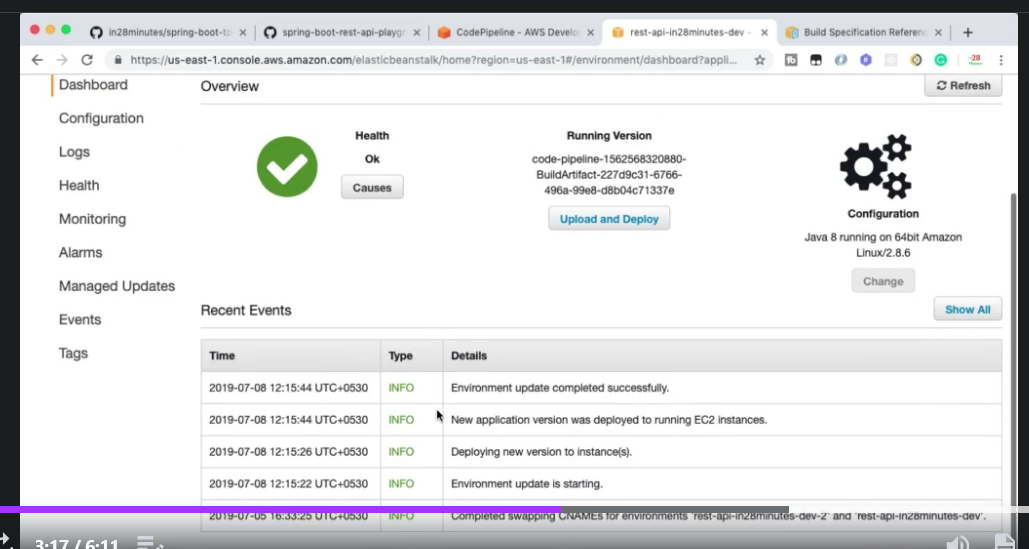 in28minutes/spring-boot-to
spring-boot-rest-api-playgr
CodePipeline - AWS Develo
rest-api-in28minutes-dev -
Build Specification Referenc
https://us-east-1.console.aws.amazon.com/elasticbeanstalk/home?region=us-east-1#/environment/dashboard?appli...
Dashboard
Configuration
Logs
Health
Monitoring
Alarms
Managed Updates
Events
Tags
Overview
Refresh
Health
Ok
Causes
Running Version
code-pipeline-1562568320880-
BuildArtifact-227d9c31-6766-
496a-99e8-d8b04c71337e
Upload and Deploy
Configuration
Java 8 running on 64bit Amazon
Linux/2.8.6
Change
Recent Events
Show All
Time Type Details
2019-07-08 12:15:44 UTC+0530 INFO Environment update completed successfully.
2019-07-08 12:15:44 UTC+0530 INFO New application version was deployed to running EC2 instances.
2019-07-08 12:15:26 UTC+0530 INFO Deploying new version to instance(s).
2019-07-08 12:15:22 UTC+0530 INFO Environment update is starting.
2019-07-05 16:33:25 UTC+0530 INFO Completed swapping CNAMEs for environments 'rest-api-in28minutes-dev-2' and 'rest-api-in28minutes-dev'.
3:17 / 6:11